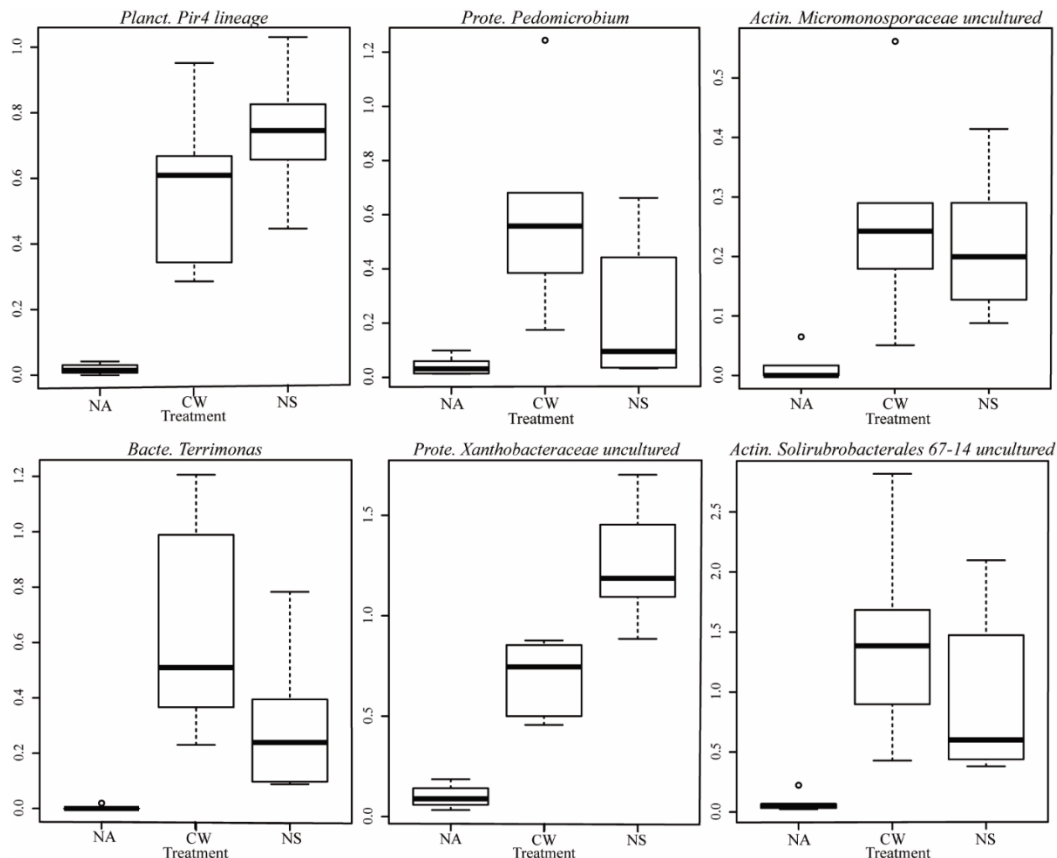 Planct. Pir4 lineage
1.0
0.8
0.6
0.4
0.2
0.0
NA CW NS
Treatment
Prote. Pedomicrobium
1.2
1.0
0.8
0.6
0.4
0.2
0.0
NA CW NS
Treatment
Actin. Micromonosporaceae uncultured
0.5
0.4
0.3
0.2
0.1
0.0
NA CW NS
Treatment
Bacte. Terrimonas
1.2
1.0
0.8
0.6
0.4
0.2
0.0
NA CW NS
Treatment
Prote. Xanthobacteraceae uncultured
1.5
1.0
0.5
0.0
NA CW NS
Treatment
Actin. Solirubrobacterales 67-14 uncultured
2.5
2.0
1.5
1.0
0.5
0.0
NA CW NS
Treatment